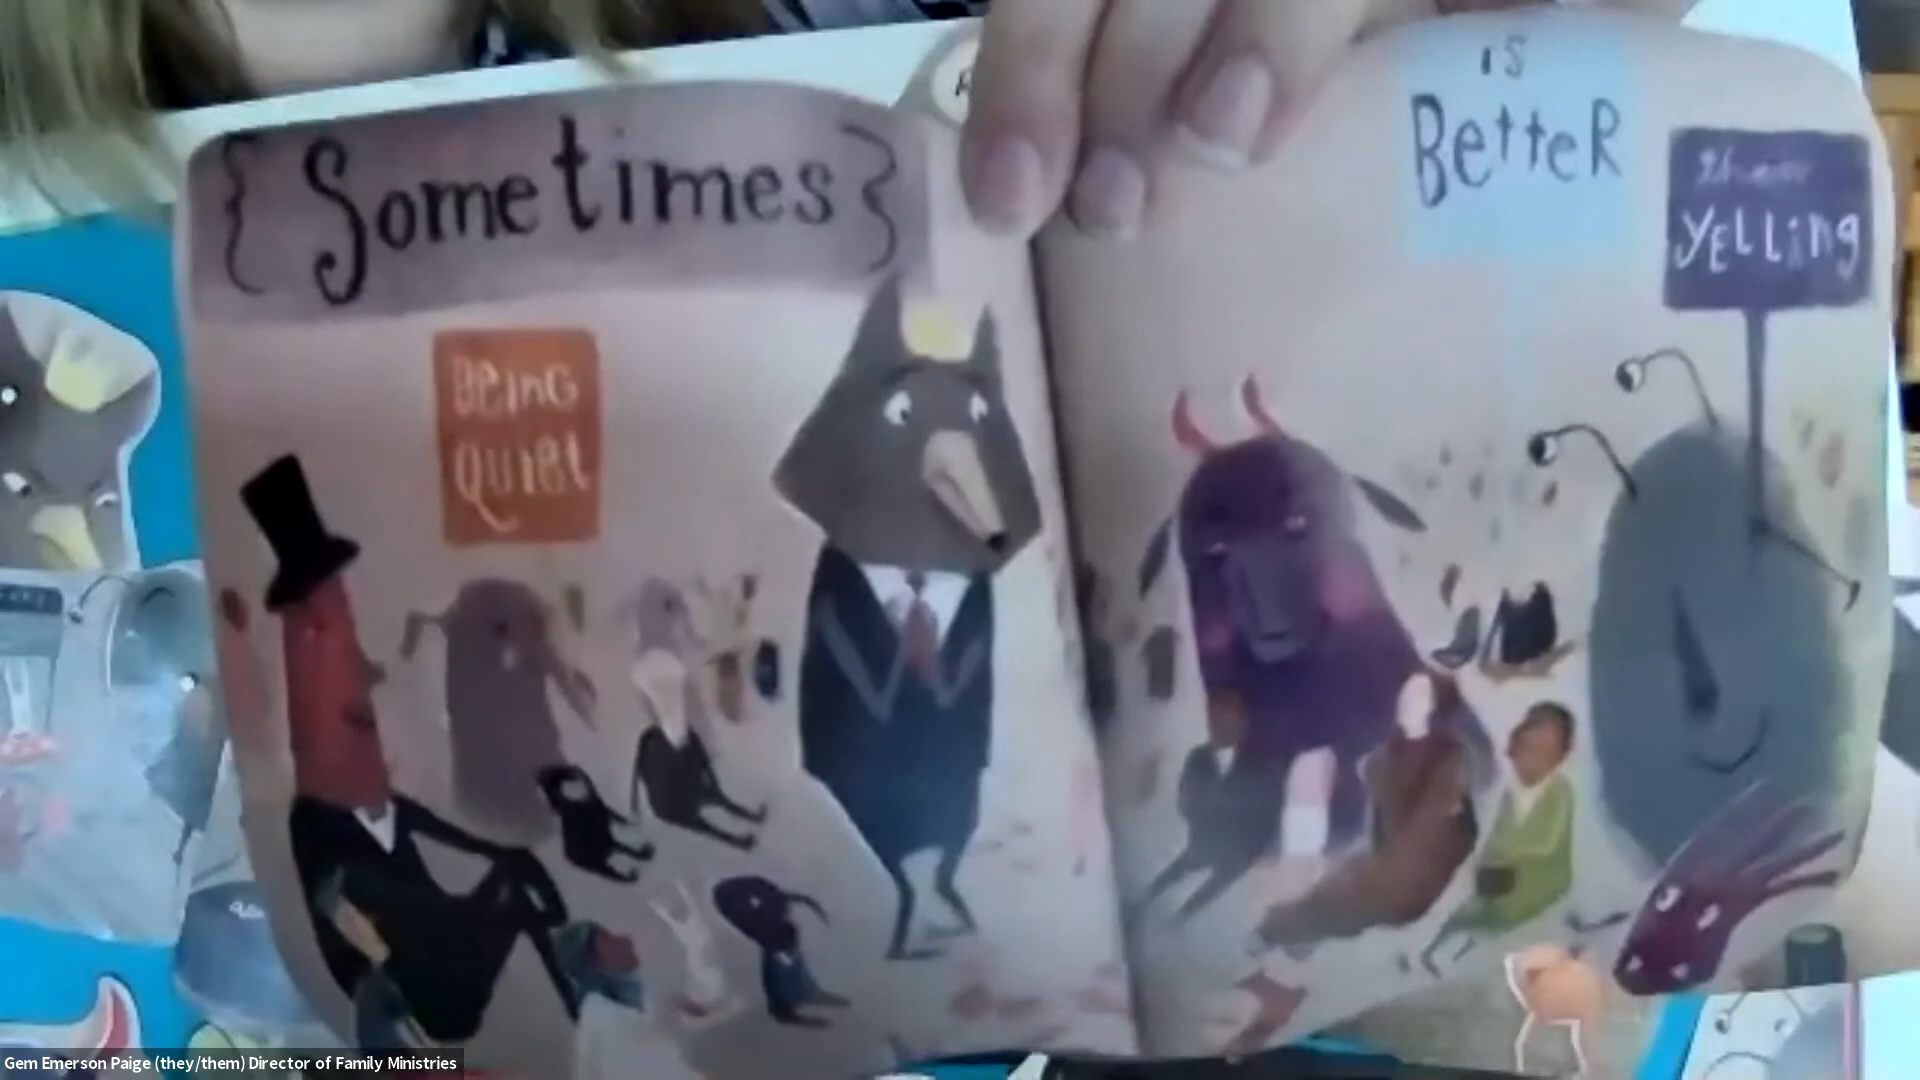 { Sometimes }
Being
Quiet
is
Better
than
YELLing
Gem Emerson Paige (they/them) Director of Family Ministries